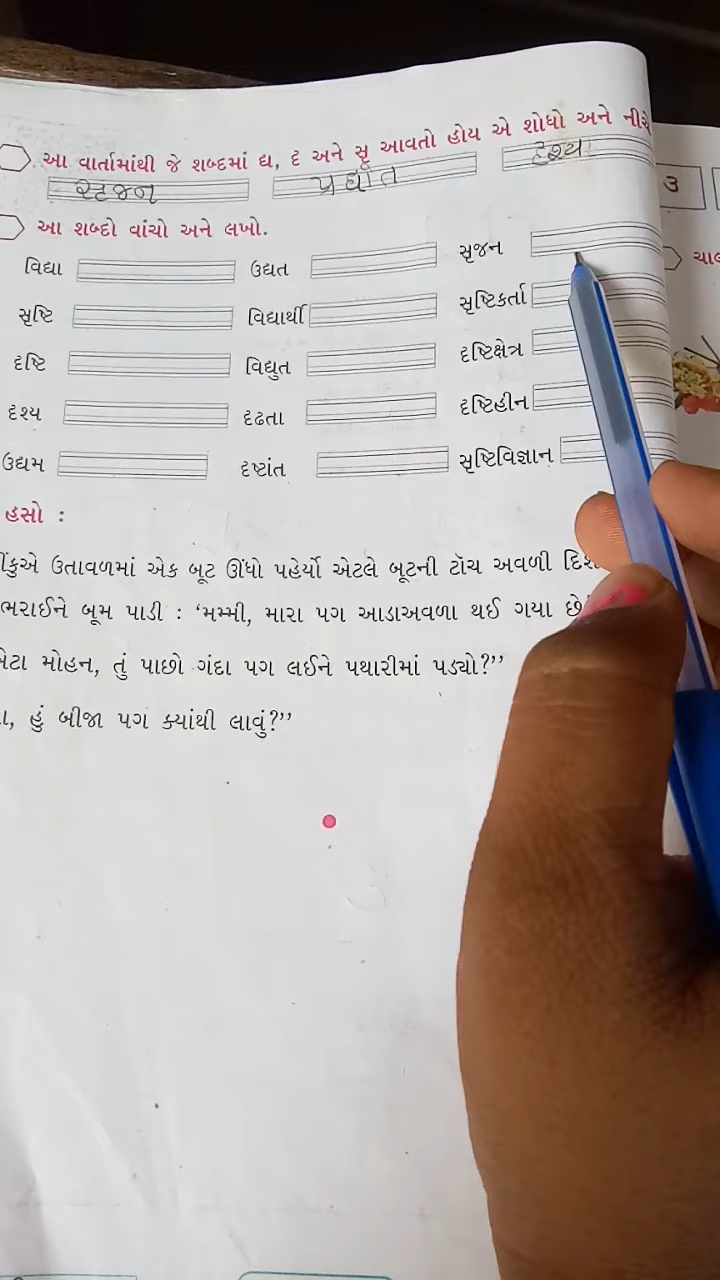 આ વાર્તામાંથી જે શબ્દમાં દ્ય, દૃ અને સૃ આવતો હોય એ શોધો અને નીચે
સૃજન પ્રદ્યોત દૃશ્ય
આ શબ્દો વાંચો અને લખો.
વિદ્યા ઉદ્યત સૃજન
સૃષ્ટિ વિદ્યાર્થી સૃષ્ટિકર્તા
દૃષ્ટિ વિદ્યુત દૃષ્ટિક્ષેત્ર
દૃશ્ય દૃઢતા દૃષ્ટિહીન
ઉદ્યમ દૃષ્ટાંત સૃષ્ટિવિજ્ઞાન
હસો :
ઉતાવળમાં એક બૂટ ઊંધો પહેર્યો એટલે બૂટની ટૉચ અવળી
ભરાઈને બૂમ પાડી : ‘મમ્મી, મારા પગ આડાઅવળા થઈ ગયા છે
મોહન, તું પાછો ગંદા પગ લઈને પથારીમાં પડ્યો?’’
હું બીજા પગ ક્યાંથી લાવું?’’
૩